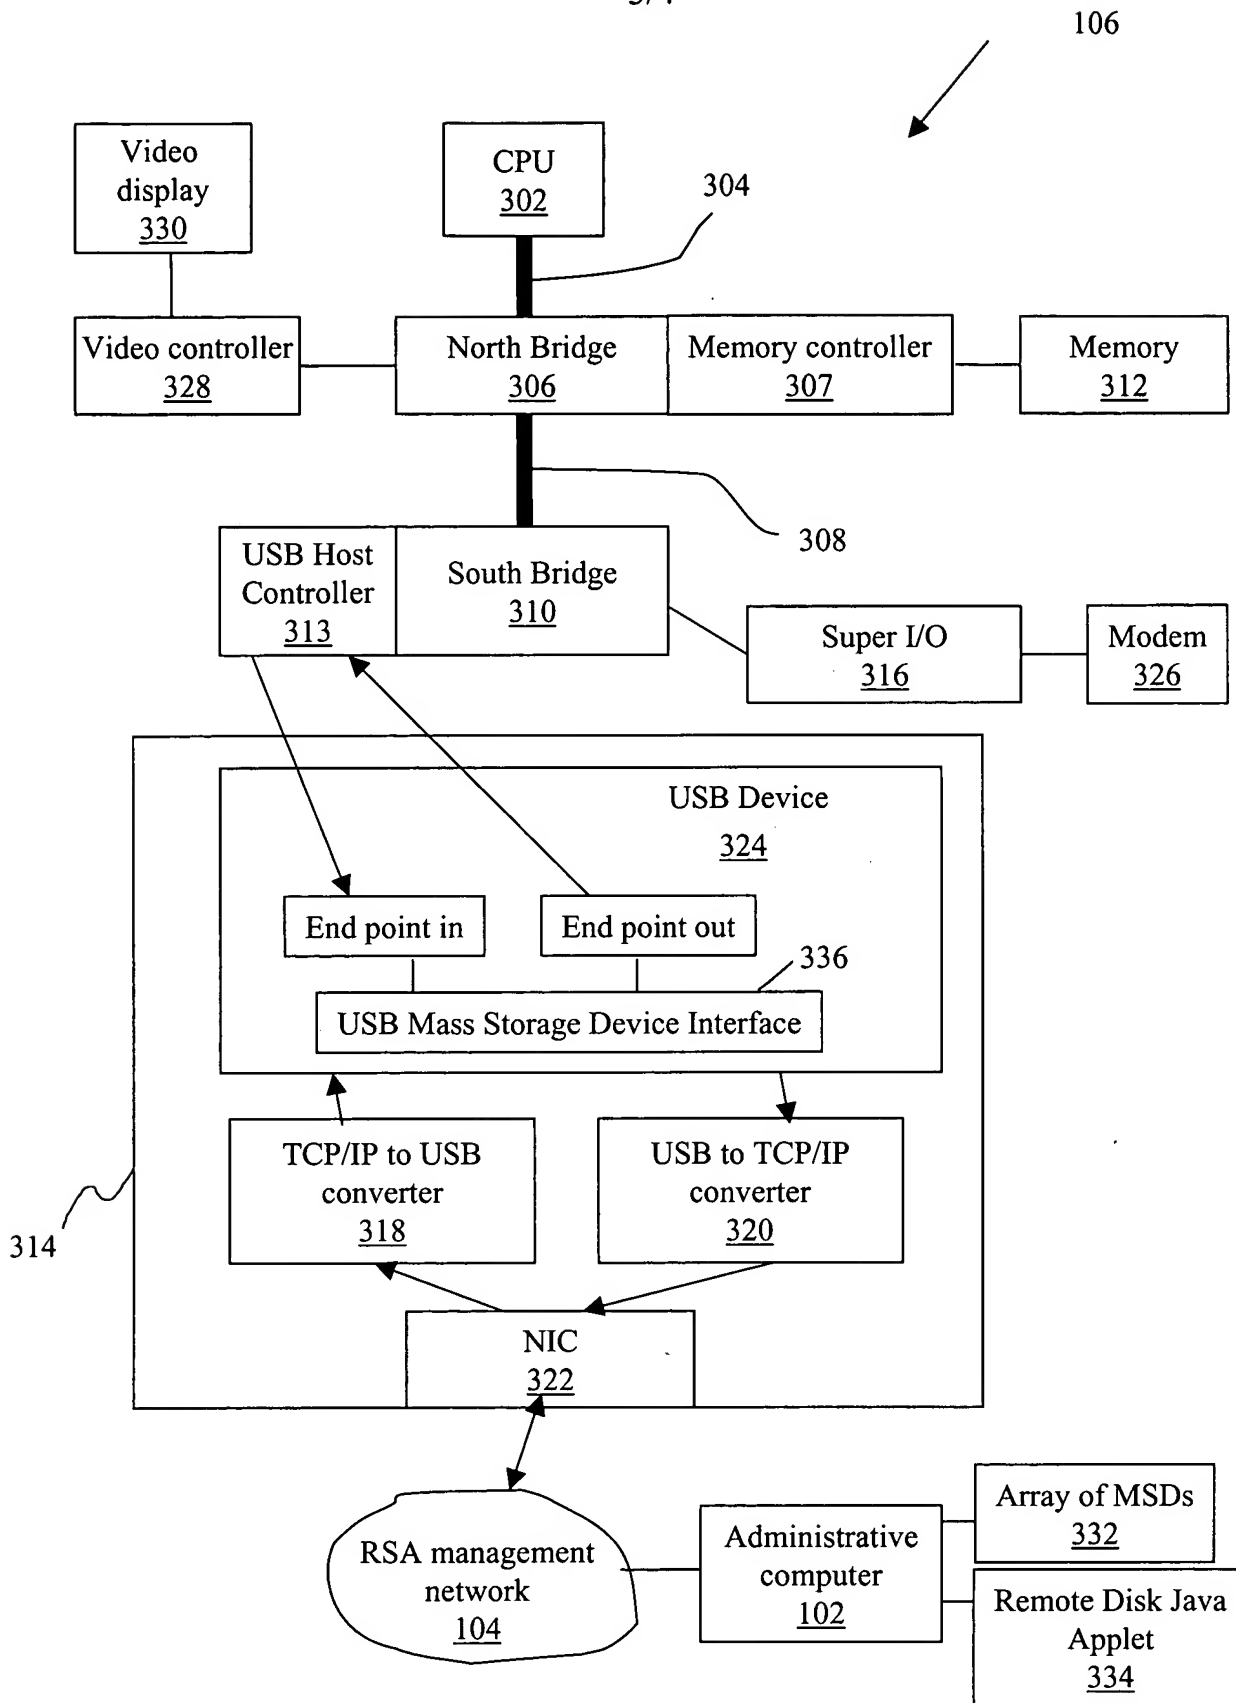 106
Video
display
330
CPU
302
304
Video controller
328
North Bridge
306
Memory controller
307
Memory
312
308
USB Host
Controller
313
South Bridge
310
Super I/O
316
Modem
326
USB Device
324
End point in
End point out
336
USB Mass Storage Device Interface
TCP/IP to USB
converter
318
USB to TCP/IP
converter
320
314
NIC
322
RSA management
network
104
Administrative
computer
102
Array of MSDs
332
Remote Disk Java
Applet
334